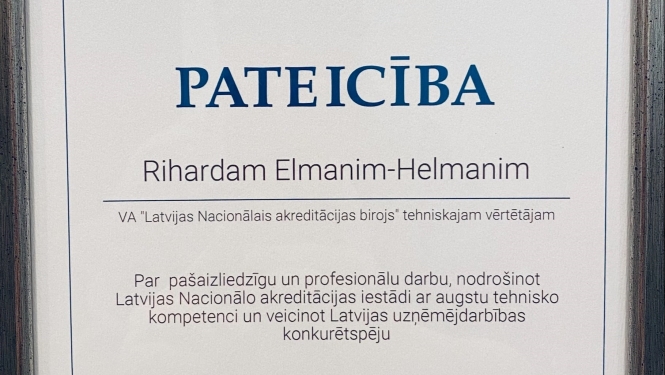 PATEICĪBA
Rihardam Elmanim-Helmanim
VA "Latvijas Nacionālais akreditācijas birojs" tehniskajam vērtētājam
Par pašaizliedzīgu un profesionālu darbu, nodrošinot
Latvijas Nacionālo akreditācijas iestādi ar augstu tehnisko
kompetenci un veicinot Latvijas uzņēmējdarbības
konkurētspēju